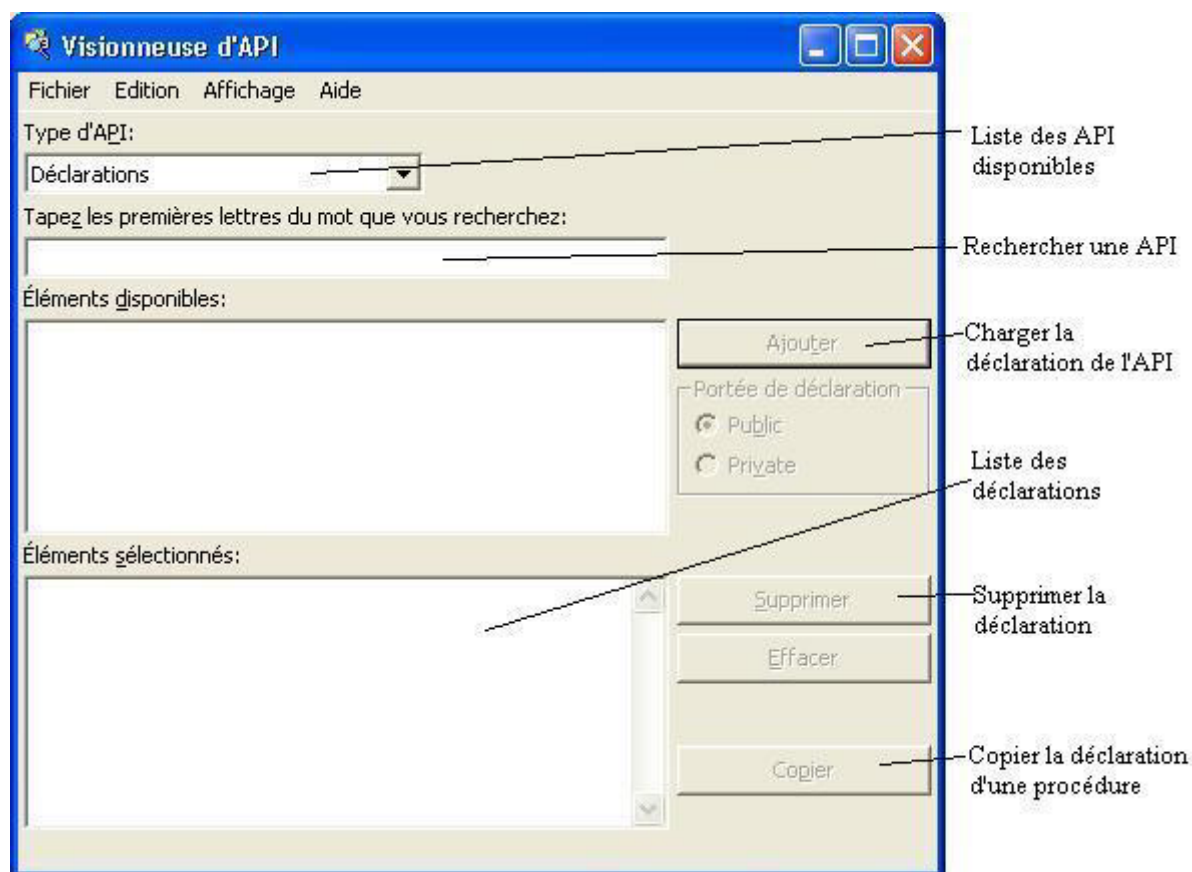 Visionneuse d'API
Fichier Edition Affichage Aide
Type d'API:
Déclarations
Tapez les premières lettres du mot que vous recherchez:
Éléments disponibles:
Ajouter
Portée de déclaration
Public
Private
Éléments sélectionnés:
Supprimer
Effacer
Copier
Liste des API
disponibles
Rechercher une API
Charger la
déclaration de l'API
Liste des
déclarations
Supprimer la
déclaration
Copier la déclaration
d'une procédure